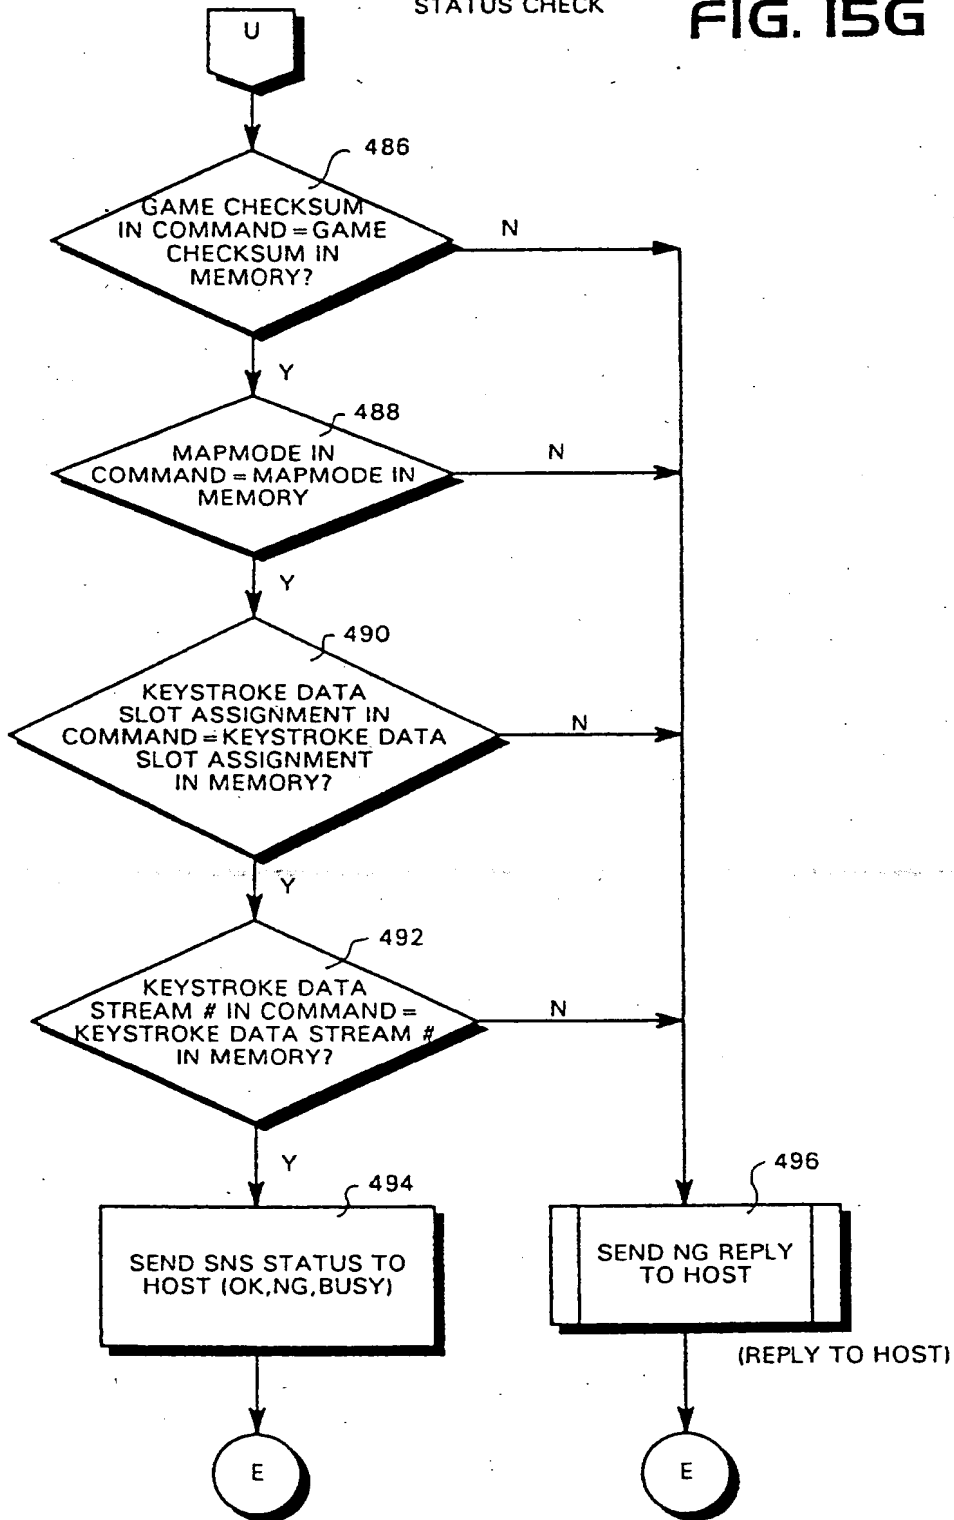 STATUS CHECK
FIG. 15G
U
486
GAME CHECKSUM
IN COMMAND=GAME
CHECKSUM IN
MEMORY?
N
Y
488
MAPMODE IN
COMMAND=MAPMODE IN
MEMORY
N
Y
490
KEYSTROKE DATA
SLOT ASSIGNMENT IN
COMMAND=KEYSTROKE DATA
SLOT ASSIGNMENT
IN MEMORY?
N
Y
492
KEYSTROKE DATA
STREAM # IN COMMAND=
KEYSTROKE DATA STREAM #
IN MEMORY?
N
Y
494
SEND SNS STATUS TO
HOST (OK,NG,BUSY)
496
SEND NG REPLY
TO HOST
(REPLY TO HOST)
E
E